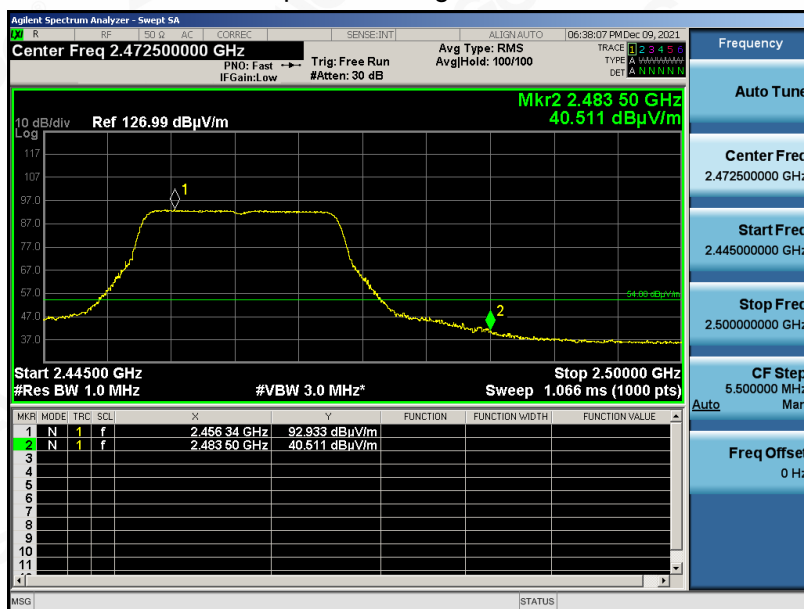 Agilent Spectrum Analyzer - Swept SA
LXI R RF 50 Ω AC CORREC SENSE:INT ALIGN AUTO 06:38:07 PM Dec 09, 2021
Center Freq 2.472500000 GHz
PNO: Fast
IFGain:Low
Trig: Free Run
#Atten: 30 dB
Avg Type: RMS
Avg|Hold: 100/100
TRACE 1 2 3 4 5 6
TYPE A WWWWW
DET A N N N N N
Mkr2 2.483 50 GHz
40.511 dBµV/m
10 dB/div Ref 126.99 dBµV/m
Log
117
107
97.0
87.0
77.0
67.0
57.0
47.0
37.0
1
2
54.00 dBµV/m
Start 2.44500 GHz Stop 2.50000 GHz
#Res BW 1.0 MHz #VBW 3.0 MHz* Sweep 1.066 ms (1000 pts)
MKR MODE TRC SCL X Y FUNCTION FUNCTION WIDTH FUNCTION VALUE
1 N 1 f 2.456 34 GHz 92.933 dBµV/m
2 N 1 f 2.483 50 GHz 40.511 dBµV/m
3
4
5
6
7
8
9
10
11
MSG STATUS
Frequency
Auto Tune
Center Freq
2.472500000 GHz
Start Freq
2.445000000 GHz
Stop Freq
2.500000000 GHz
CF Step
5.500000 MHz
Auto Man
Freq Offset
0 Hz